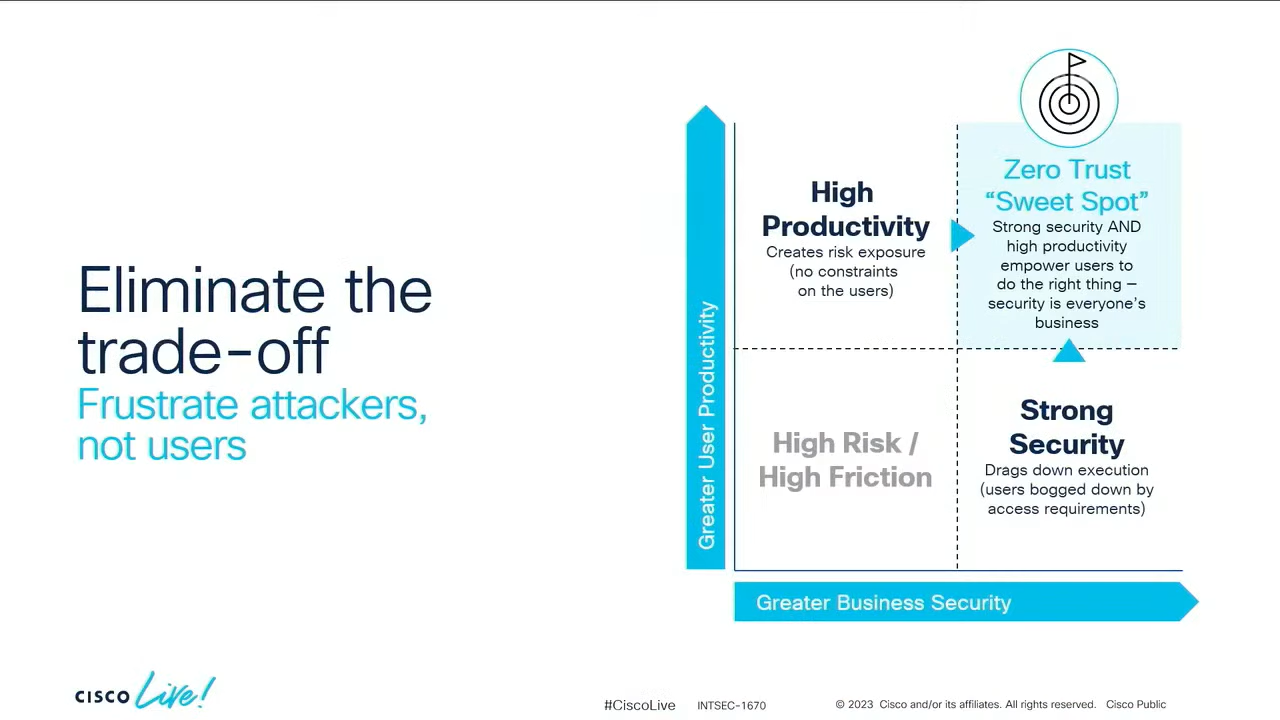 Eliminate the
trade-off
Frustrate attackers,
not users
Greater User Productivity
High
Productivity
Creates risk exposure
(no constraints
on the users)
Zero Trust
“Sweet Spot”
Strong security AND
high productivity
empower users to
do the right thing –
security is everyone’s
business
High Risk /
High Friction
Strong
Security
Drags down execution
(users bogged down by
access requirements)
Greater Business Security
CISCO Live!
#CiscoLive
INTSEC-1670
© 2023 Cisco and/or its affiliates. All rights reserved. Cisco Public